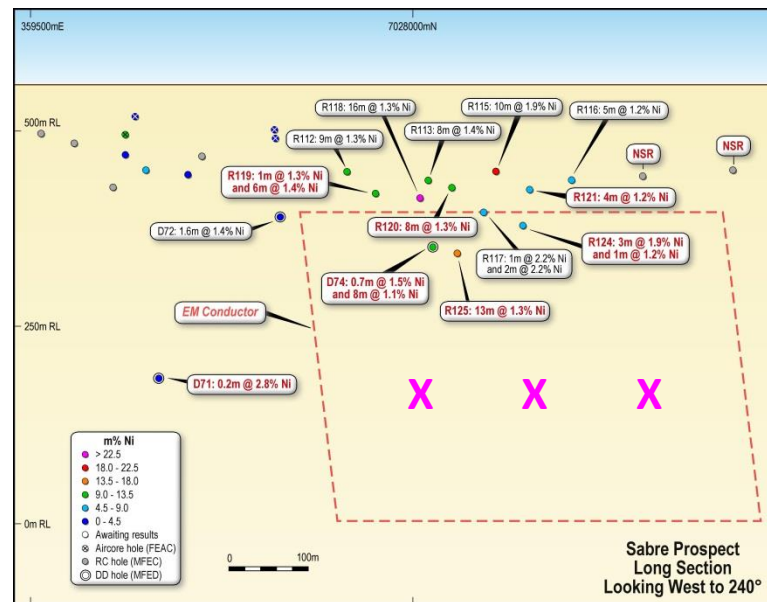 359500mE
7028000mN
R118: 16m @ 1.3% Ni
R115: 10m @ 1.9% Ni
R116: 5m @ 1.2% Ni
500m RL
R112: 9m @ 1.3% Ni
R113: 8m @ 1.4% Ni
NSR
NSR
R119: 1m @ 1.3% Ni
and 6m @ 1.4% Ni
R121: 4m @ 1.2% Ni
D72: 1.6m @ 1.4% Ni
R120: 8m @ 1.3% Ni
R117: 1m @ 2.2% Ni
and 2m @ 2.2% Ni
R124: 3m @ 1.9% Ni
and 1m @ 1.2% Ni
D74: 0.7m @ 1.5% Ni
and 8m @ 1.1% Ni
EM Conductor
R125: 13m @ 1.3% Ni
250m RL
D71: 0.2m @ 2.8% Ni
X X X
m% Ni
> 22.5
18.0 - 22.5
13.5 - 18.0
9.0 - 13.5
4.5 - 9.0
0 - 4.5
Awaiting results
Aircore hole (FEAC)
RC hole (MFEC)
DD hole (MFED)
0m RL
0 100m
Sabre Prospect
Long Section
Looking West to 240°